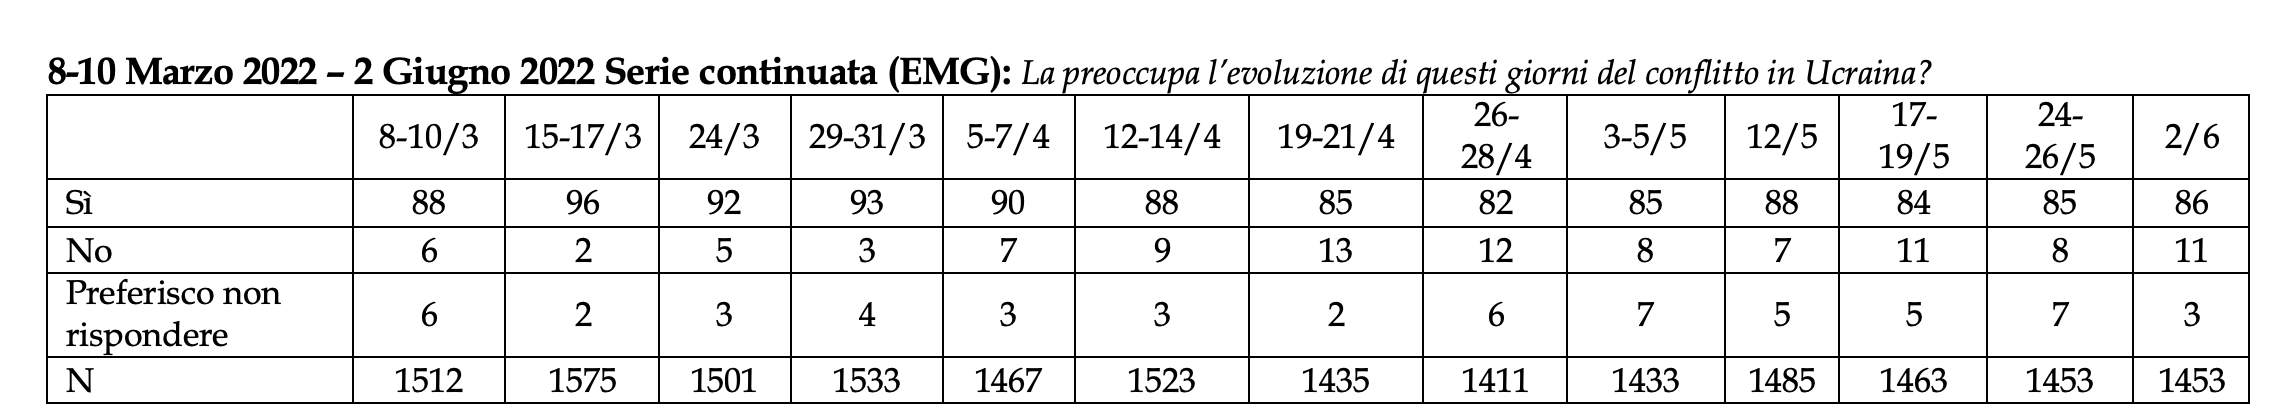 8-10 Marzo 2022 – 2 Giugno 2022 Serie continuata (EMG): La preoccupa l’evoluzione di questi giorni del conflitto in Ucraina?
8-10/3 15-17/3 24/3 29-31/3 5-7/4 12-14/4 19-21/4 26-28/4 3-5/5 12/5 17-19/5 24-26/5 2/6
Sì 88 96 92 93 90 88 85 82 85 88 84 85 86
No 6 2 5 3 7 9 13 12 8 7 11 8 11
Preferisco non rispondere 6 2 3 4 3 3 2 6 7 5 5 7 3
N 1512 1575 1501 1533 1467 1523 1435 1411 1433 1485 1463 1453 1453